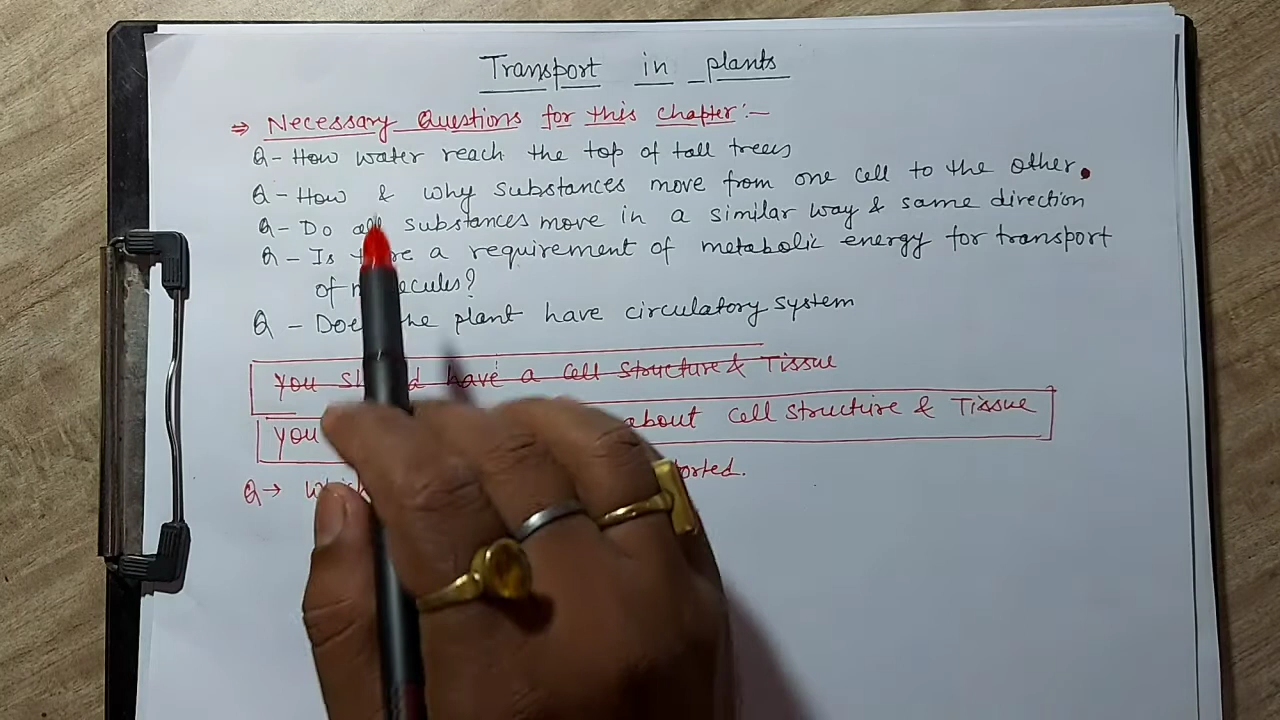 Transport in plants
⇒ Necessary Questions for this chapter:-
Q - How water reach the top of tall trees
Q - How & why substances move from one cell to the other.
Q - Do all substances move in a similar way & same direction
Q - Is a requirement of metabolic energy for transport
of
Q - the plant have circulatory system
You have a cell structure & Tissue
You about cell structure & Tissue
Q →